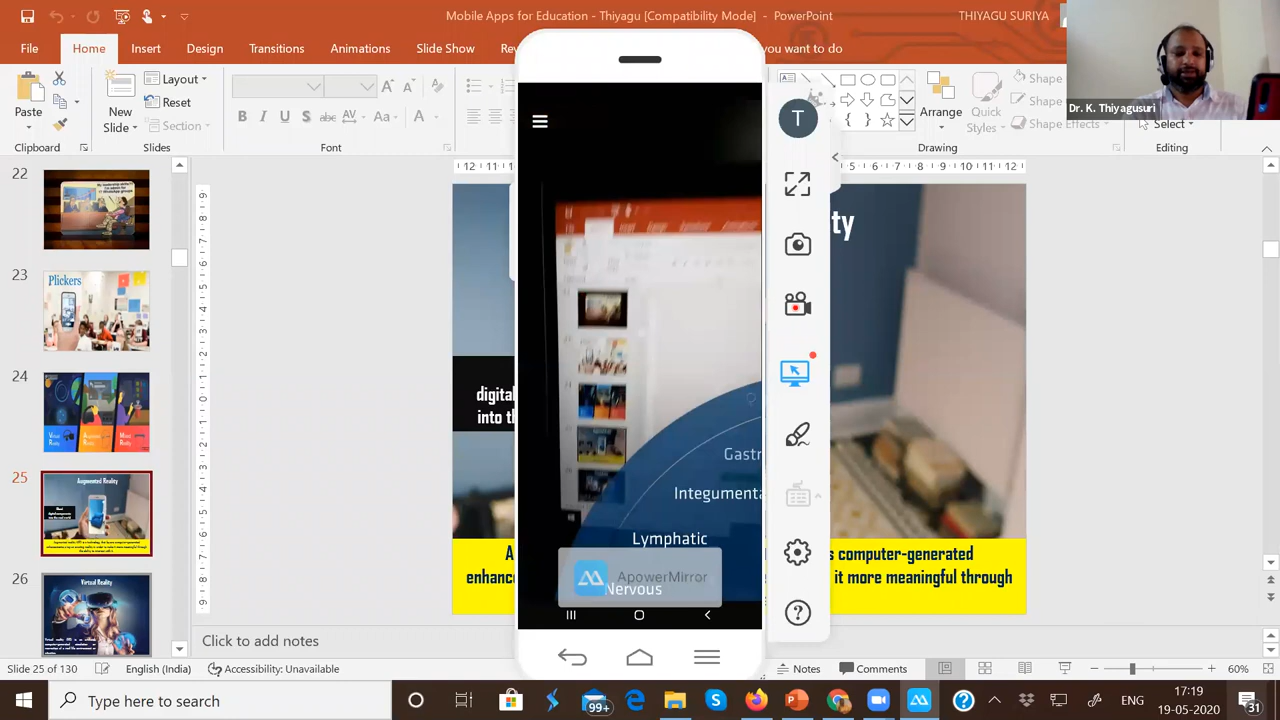 Mobile Apps for Education - Thiyagu [Compatibility Mode] - PowerPoint
THIYAGU SURIYA
File
Home
Insert
Design
Transitions
Animations
Slide Show
you want to do
Paste
Clipboard
New
Slide
Layout
Reset
Section
Slides
Font
Arrange
Quick
Styles
Shape
Shape
Shape Effects
Select
Drawing
Editing
Dr. K. Thiyagusuri
T
22
23
Plickers
24
25
Augmented Reality
26
Virtual Reality
ty
digital
into th
Gastr
Integumenta
Lymphatic
Nervous
ApowerMirror
A
s computer-generated
enhance
it more meaningful through
Click to add notes
Slide 25 of 130
English (India)
Accessibility: Unavailable
Notes
Comments
60%
Type here to search
99+
ENG
17:19
19-05-2020
31